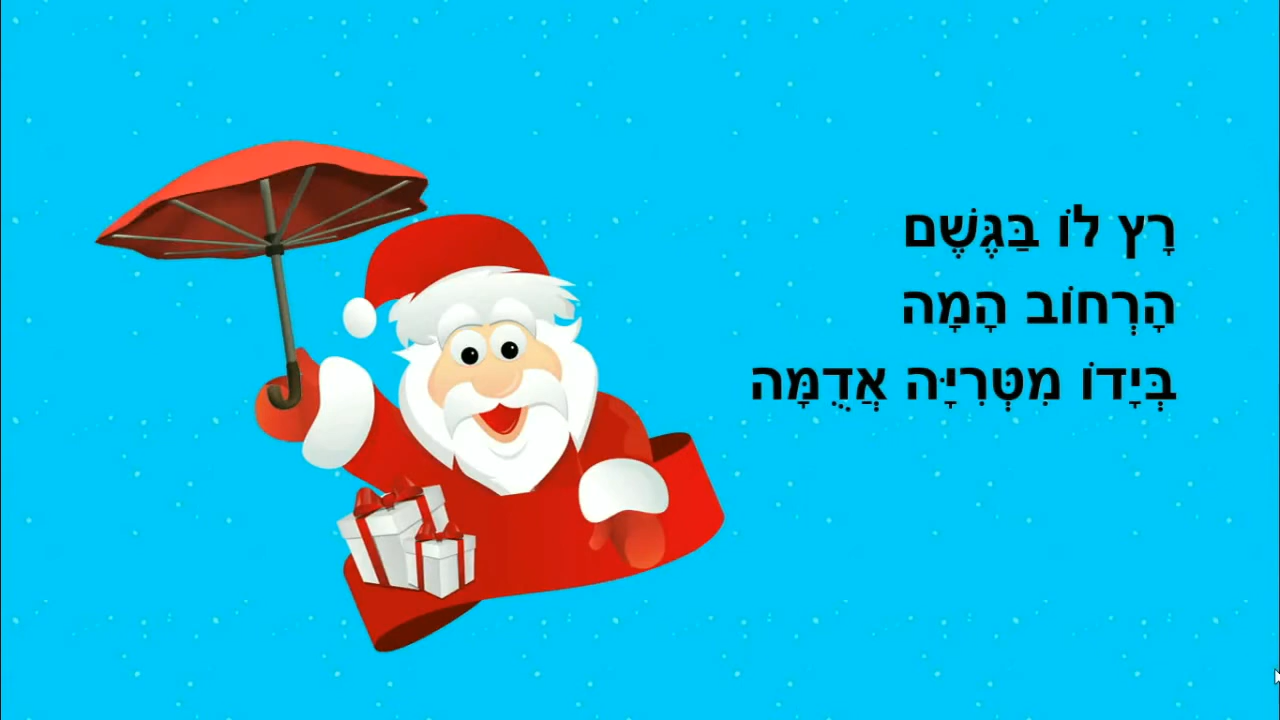 רָץ לוֹ בַּגֶּשֶׁם
הָרְחוֹב הָמָה
בְּיָדוֹ מִטְּרִיָּה אֲדֻמָּה